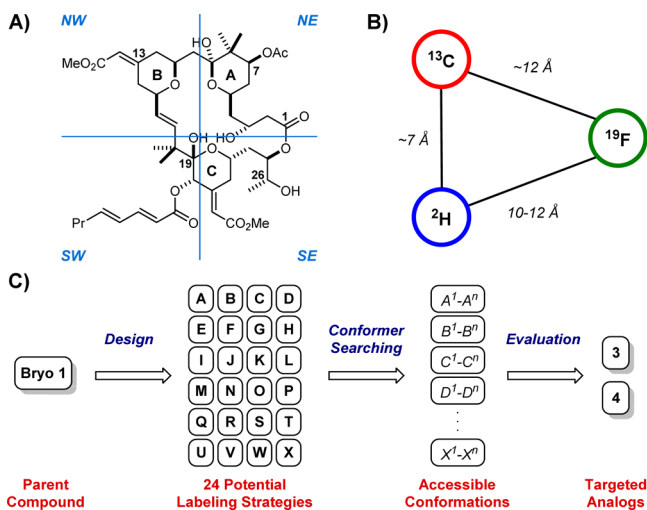 A)
NW
NE
MeO₂C
13
HO
OAc
B
A
7
O
O
1
HO
O
OH
O
O
19
C
26
O
OH
Pr
O
CO₂Me
SW
SE
B)
¹³C
~12 Å
¹⁹F
~7 Å
²H
10-12 Å
C)
Bryo 1
Design
A B C D
E F G H
I J K L
M N O P
Q R S T
U V W X
Conformer
Searching
A¹-Aⁿ
B¹-Bⁿ
C¹-Cⁿ
D¹-Dⁿ
X¹-Xⁿ
Evaluation
3
4
Parent
Compound
24 Potential
Labeling Strategies
Accessible
Conformations
Targeted
Analogs